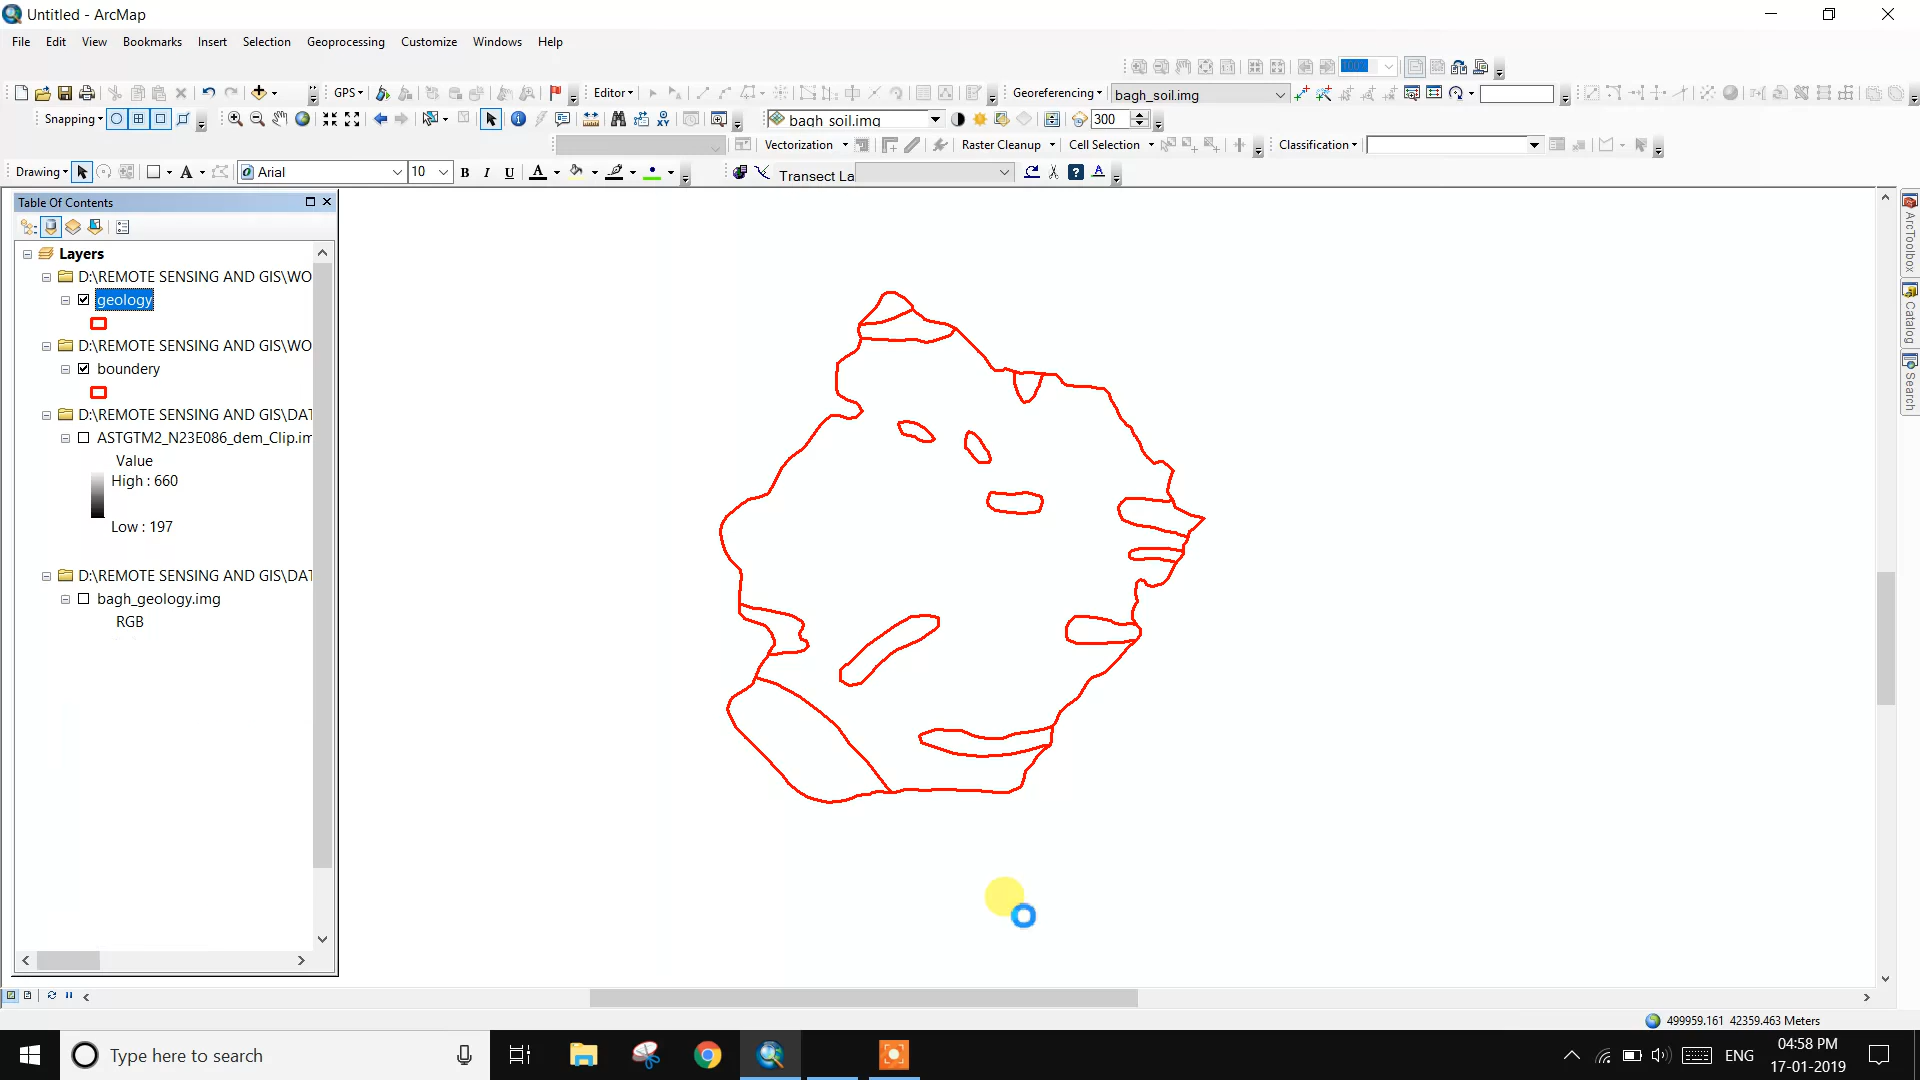 Untitled - ArcMap
File Edit View Bookmarks Insert Selection Geoprocessing Customize Windows Help
GPS Editor Georeferencing bagh_soil.img
Snapping bagh_soil.img 300
Vectorization Raster Cleanup Cell Selection Classification
Drawing A Arial 10 B I U A Transect La
Table Of Contents
Layers
D:\REMOTE SENSING AND GIS\WO
geology
D:\REMOTE SENSING AND GIS\WO
boundery
D:\REMOTE SENSING AND GIS\DAT
ASTGTM2_N23E086_dem_Clip.im
Value
High : 660
Low : 197
D:\REMOTE SENSING AND GIS\DAT
bagh_geology.img
RGB
ArcToolbox
Catalog
Search
499959.161 42359.463 Meters
Type here to search
ENG
04:58 PM
17-01-2019